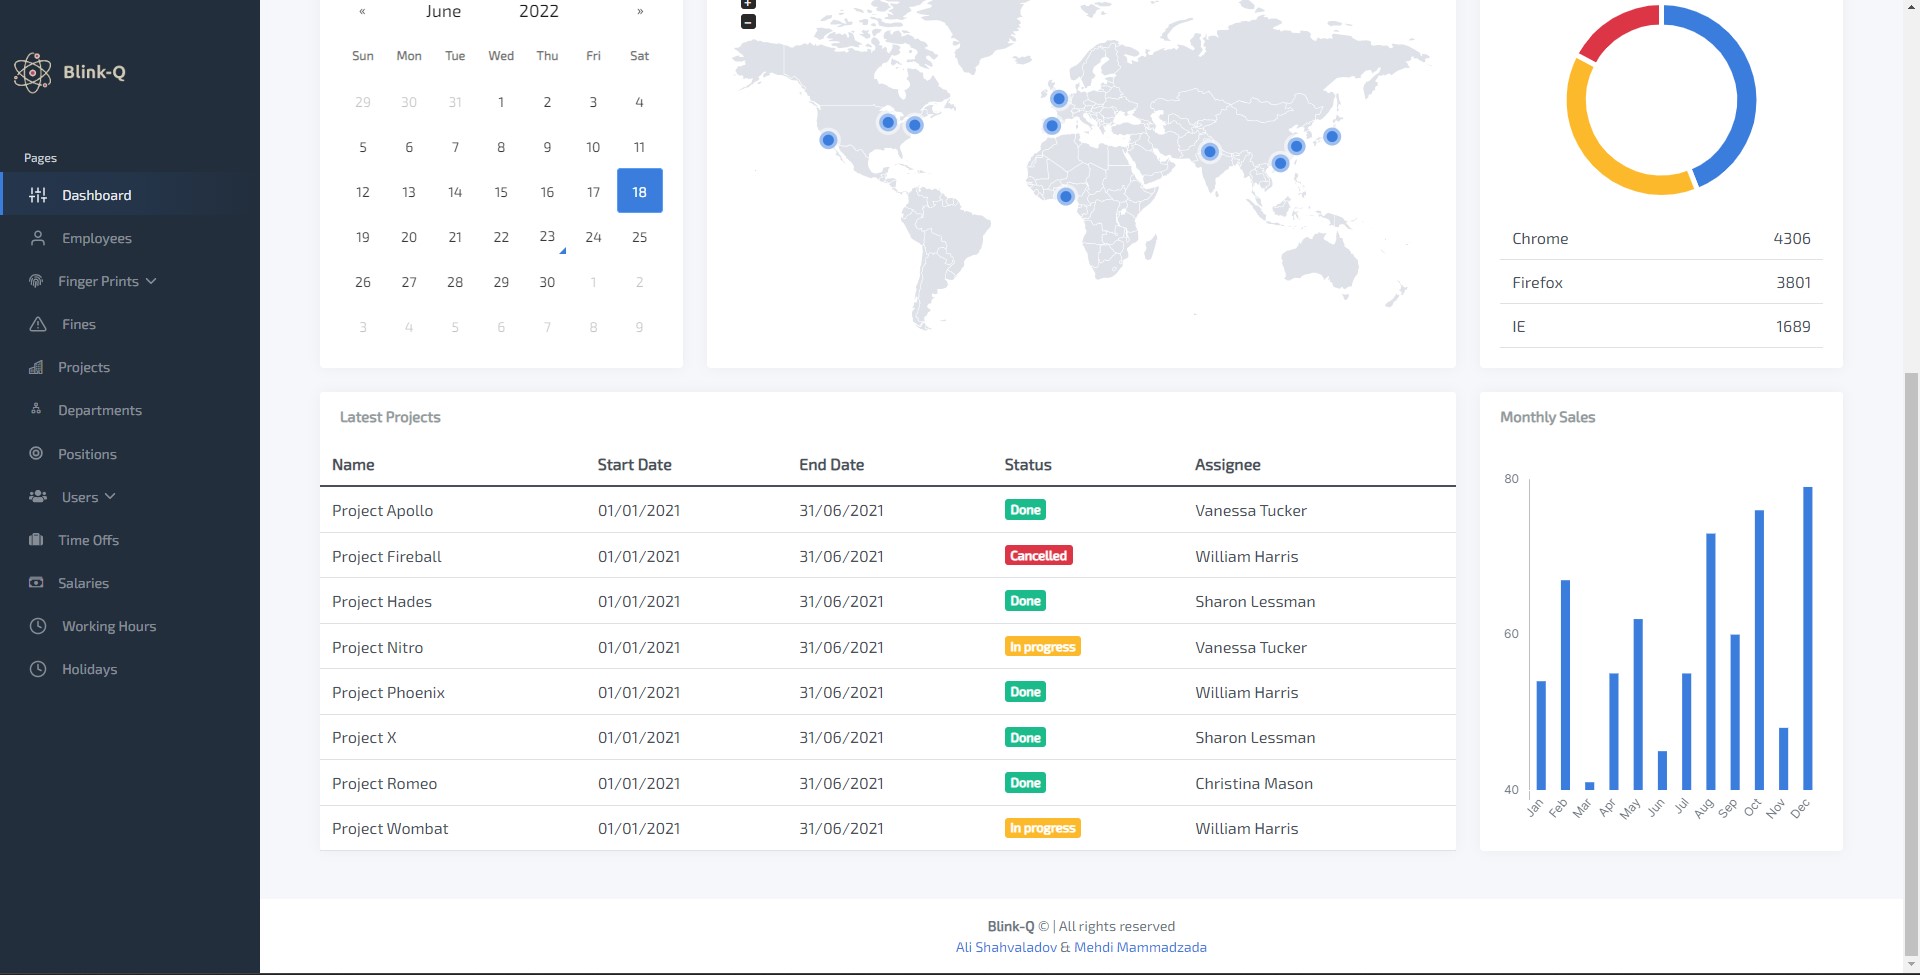 Blink-Q
Pages
Dashboard
Employees
Finger Prints
Fines
Projects
Departments
Positions
Users
Time Offs
Salaries
Working Hours
Holidays
« June 2022 »
Sun Mon Tue Wed Thu Fri Sat
29 30 31 1 2 3 4
5 6 7 8 9 10 11
12 13 14 15 16 17 18
19 20 21 22 23 24 25
26 27 28 29 30 1 2
3 4 5 6 7 8 9
+
−
Chrome 4306
Firefox 3801
IE 1689
Latest Projects
Name Start Date End Date Status Assignee
Project Apollo 01/01/2021 31/06/2021 Done Vanessa Tucker
Project Fireball 01/01/2021 31/06/2021 Cancelled William Harris
Project Hades 01/01/2021 31/06/2021 Done Sharon Lessman
Project Nitro 01/01/2021 31/06/2021 In progress Vanessa Tucker
Project Phoenix 01/01/2021 31/06/2021 Done William Harris
Project X 01/01/2021 31/06/2021 Done Sharon Lessman
Project Romeo 01/01/2021 31/06/2021 Done Christina Mason
Project Wombat 01/01/2021 31/06/2021 In progress William Harris
Monthly Sales
80
60
40
Jan Feb Mar Apr May Jun Jul Aug Sep Oct Nov Dec
Blink-Q © | All rights reserved
Ali Shahvaladov & Mehdi Mammadzada